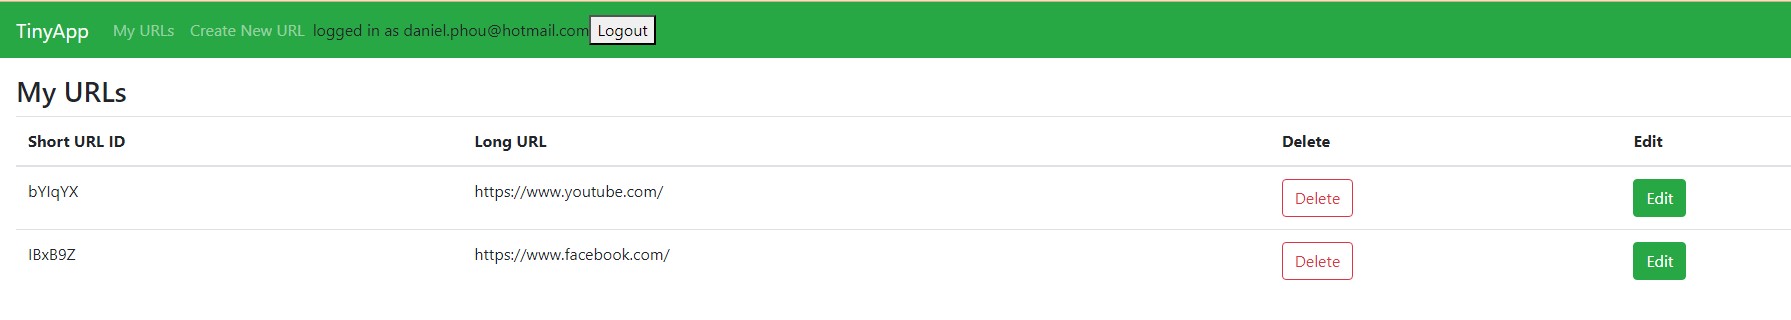 TinyApp My URLs Create New URL logged in as daniel.phou@hotmail.com Logout
My URLs
Short URL ID Long URL Delete Edit
bYIqYX https://www.youtube.com/ Delete Edit
IBxB9Z https://www.facebook.com/ Delete Edit